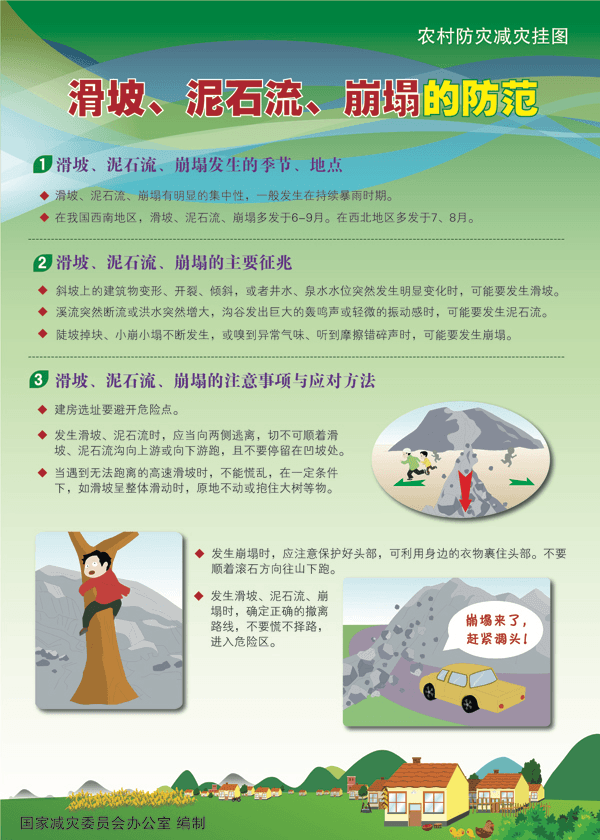 农村防灾减灾挂图
滑坡、泥石流、崩塌的防范
1 滑坡、泥石流、崩塌发生的季节、地点
◆ 滑坡、泥石流、崩塌有明显的集中性，一般发生在持续暴雨时期。
◆ 在我国西南地区，滑坡、泥石流、崩塌多发于6-9月。在西北地区多发于7、8月。
2 滑坡、泥石流、崩塌的主要征兆
◆ 斜坡上的建筑物变形、开裂、倾斜，或者井水、泉水水位突然发生明显变化时，可能要发生滑坡。
◆ 溪流突然断流或洪水突然增大，沟谷发出巨大的轰鸣声或轻微的振动感时，可能要发生泥石流。
◆ 陡坡掉块、小崩小塌不断发生，或嗅到异常气味、听到摩擦错碎声时，可能要发生崩塌。
3 滑坡、泥石流、崩塌的注意事项与应对方法
◆ 建房选址要避开危险点。
◆ 发生滑坡、泥石流时，应当向两侧逃离，切不可顺着滑
坡、泥石流沟向上游或向下游跑，且不要停留在凹坡处。
◆ 当遇到无法跑离的高速滑坡时，不能慌乱，在一定条件
下，如滑坡呈整体滑动时，原地不动或抱住大树等物。
◆ 发生崩塌时，应注意保护好头部，可利用身边的衣物裹住头部。不要
顺着滚石方向往山下跑。
◆ 发生滑坡、泥石流、崩
塌时，确定正确的撤离
路线，不要慌不择路，
进入危险区。
崩塌来了，
赶紧调头！
国家减灾委员会办公室 编制